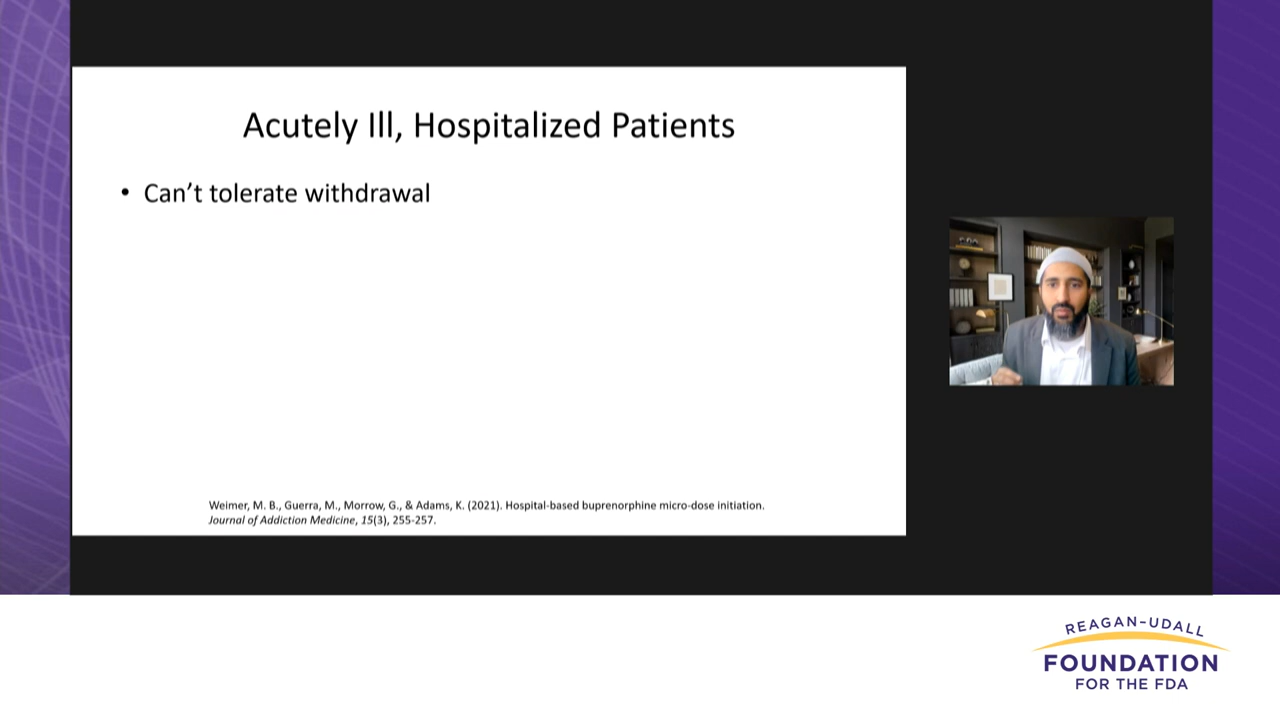 Acutely Ill, Hospitalized Patients
• Can’t tolerate withdrawal
Weimer, M. B., Guerra, M., Morrow, G., & Adams, K. (2021). Hospital-based buprenorphine micro-dose initiation.
Journal of Addiction Medicine, 15(3), 255-257.
REAGAN-UDALL
FOUNDATION
FOR THE FDA